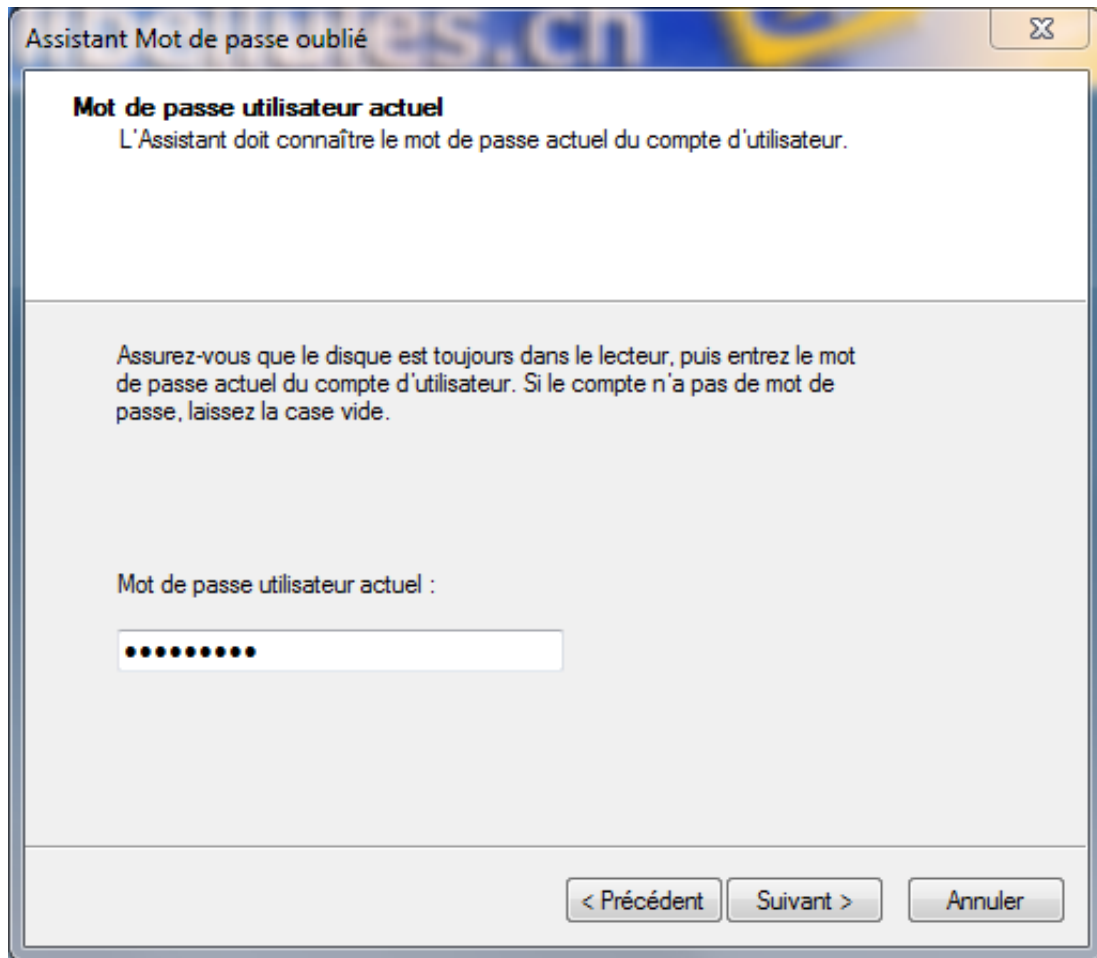 Assistant Mot de passe oublié
Mot de passe utilisateur actuel
L'Assistant doit connaître le mot de passe actuel du compte d'utilisateur.
Assurez-vous que le disque est toujours dans le lecteur, puis entrez le mot
de passe actuel du compte d'utilisateur. Si le compte n'a pas de mot de
passe, laissez la case vide.
Mot de passe utilisateur actuel :
•••••••••
< Précédent Suivant > Annuler